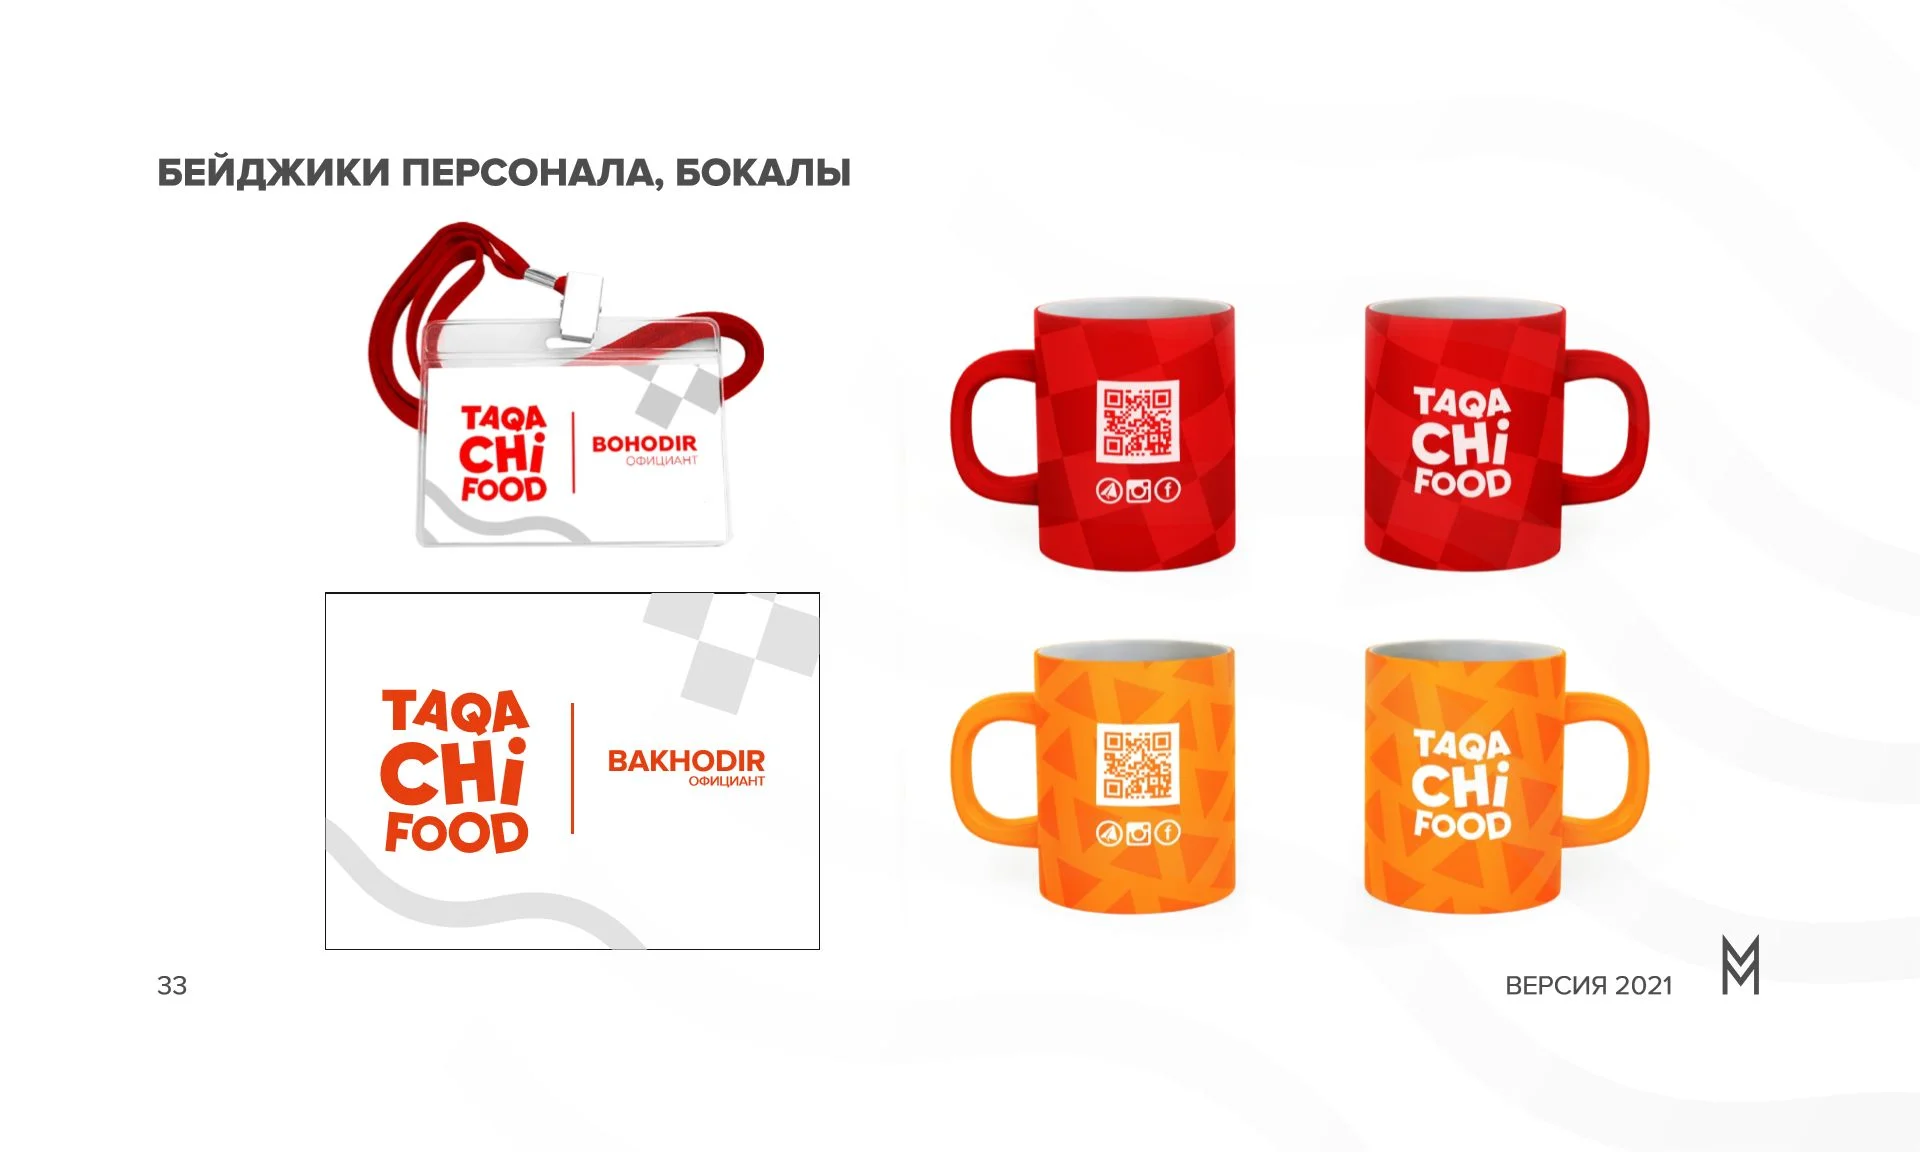 БЕЙДЖИКИ ПЕРСОНАЛА, БОКАЛЫ
TAQA
CHi
FOOD
BOHODIR
ОФИЦИАНТ
TAQA
CHi
FOOD
BAKHODIR
ОФИЦИАНТ
f
TAQA
CHi
FOOD
f
TAQA
CHi
FOOD
33
ВЕРСИЯ 2021